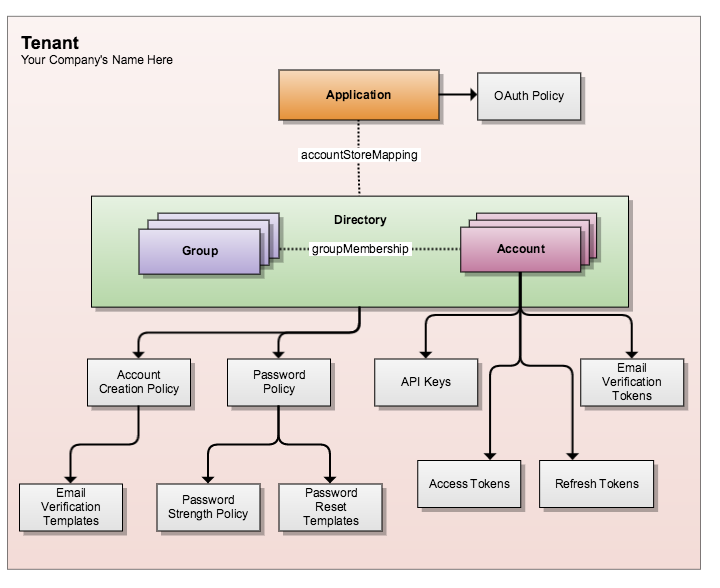 Tenant
Your Company's Name Here
Application
OAuth Policy
accountStoreMapping
Directory
Group
groupMembership
Account
Account
Creation Policy
Password
Policy
API Keys
Email
Verification
Tokens
Email
Verification
Templates
Password
Strength Policy
Password
Reset
Templates
Access Tokens
Refresh Tokens